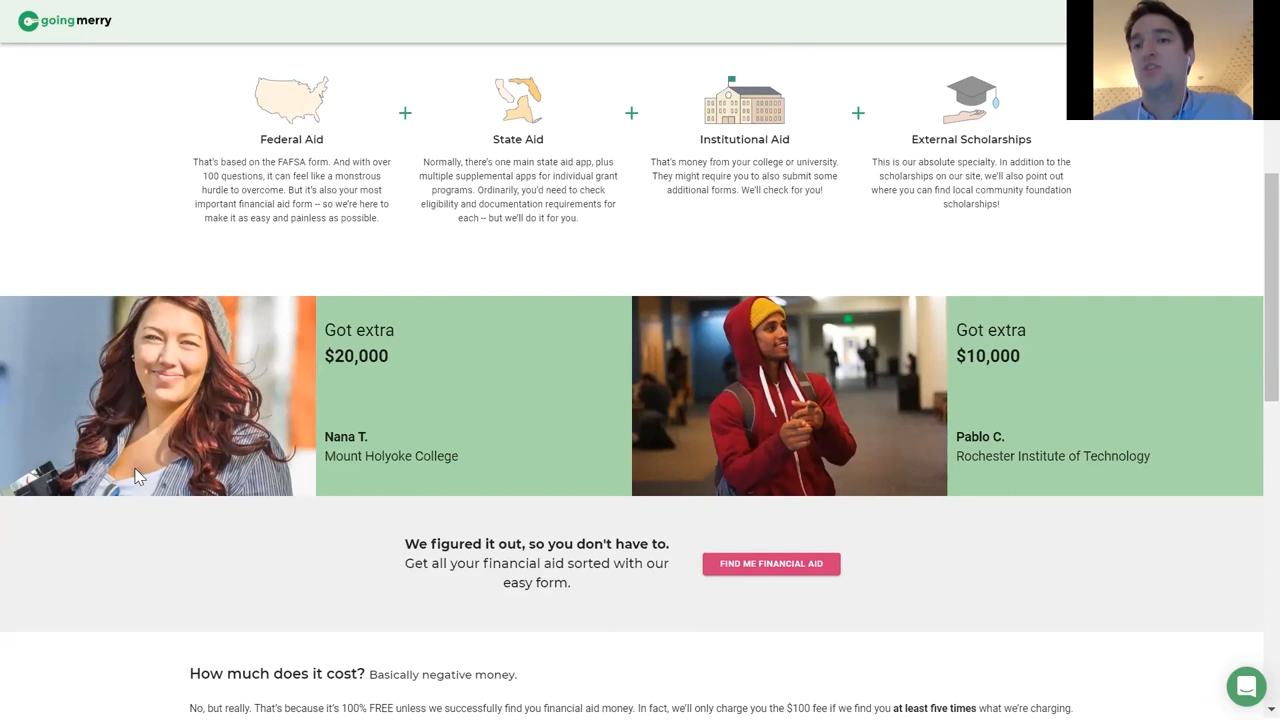 goingmerry
Federal Aid
That's based on the FAFSA form. And with over
100 questions, it can feel like a monstrous
hurdle to overcome. But it's also your most
important financial aid form – so we're here to
make it as easy and painless as possible.
State Aid
Normally, there's one main state aid app, plus
multiple supplemental apps for individual grant
programs. Ordinarily, you'd need to check
eligibility and documentation requirements for
each – but we'll do it for you.
Institutional Aid
That's money from your college or university.
They might require you to also submit some
additional forms. We'll check for you!
External Scholarships
This is our absolute specialty. In addition to the
scholarships on our site, we'll also point out
where you can find local community foundation
scholarships!
Got extra
$20,000
Nana T.
Mount Holyoke College
Got extra
$10,000
Pablo C.
Rochester Institute of Technology
We figured it out, so you don't have to.
Get all your financial aid sorted with our
easy form.
FIND ME FINANCIAL AID
How much does it cost? Basically negative money.
No, but really. That's because it's 100% FREE unless we successfully find you financial aid money. In fact, we'll only charge you the $100 fee if we find you at least five times what we're charging.